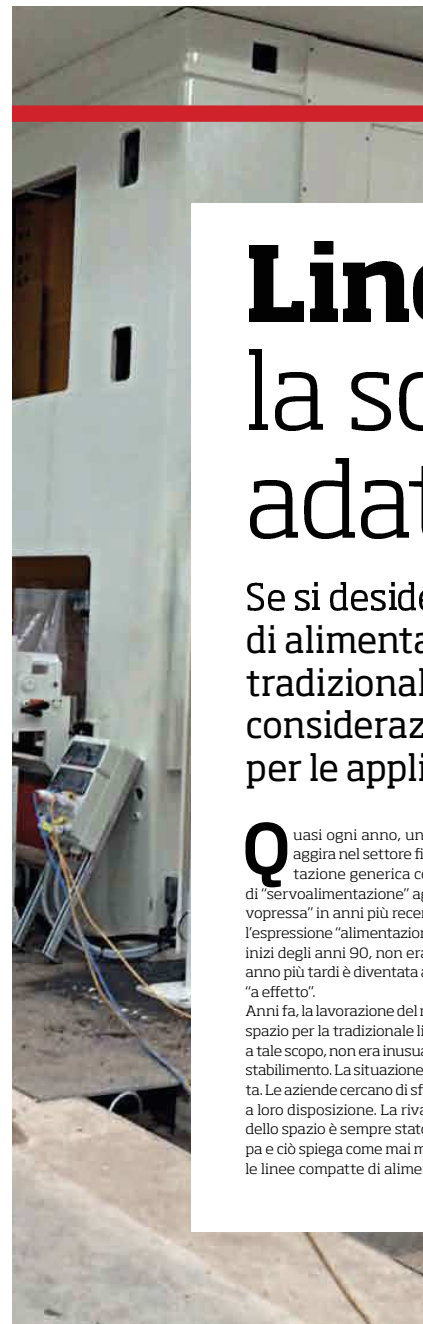 Line
la so
adat
Se si deside
di alimenta
tradizional
consideraz
per le appli
Quasi ogni anno, un
aggira nel settore fi
tazione generica co
di “servoalimentazione” ag
vopressa” in anni più recen
l’espressione “alimentazion
inizi degli anni 90, non era
anno più tardi è diventata a
“a effetto”.
Anni fa, la lavorazione del n
spazio per la tradizionale li
a tale scopo, non era inusua
stabilimento. La situazione
ta. Le aziende cercano di sf
a loro disposizione. La riva
dello spazio è sempre stato
pa e ciò spiega come mai m
le linee compatte di alime